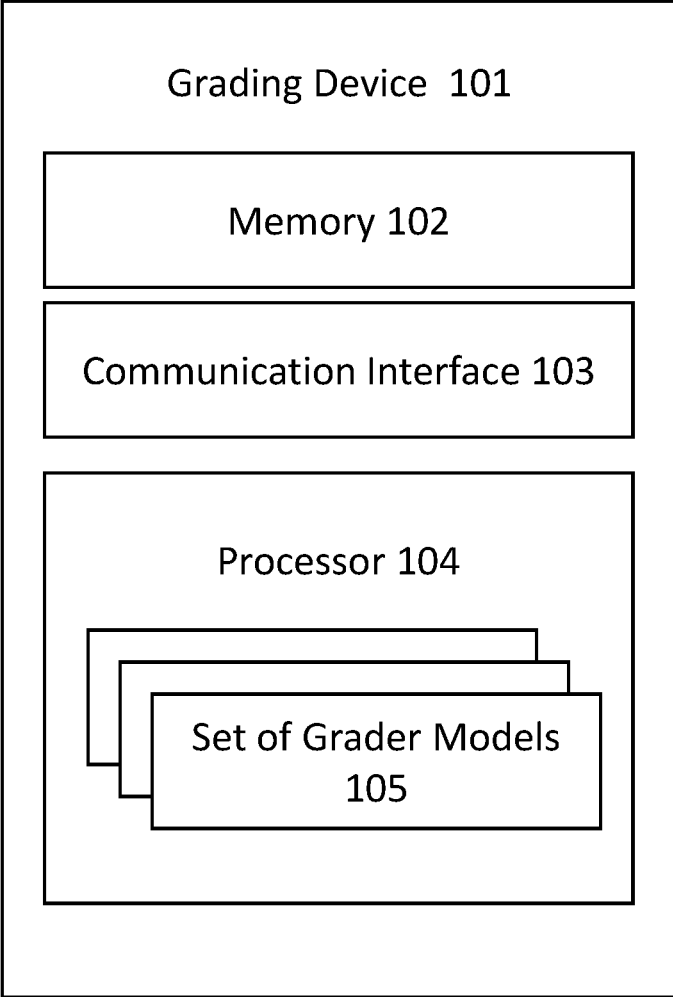 Grading Device 101
Memory 102
Communication Interface 103
Processor 104
Set of Grader Models
105